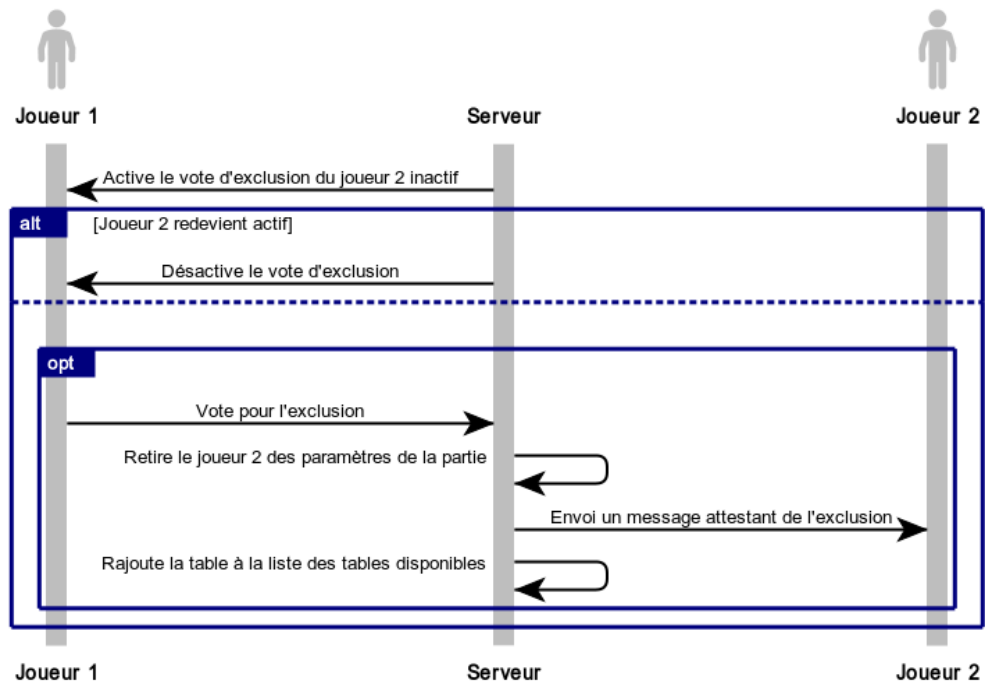 Joueur 1
Serveur
Joueur 2
Active le vote d'exclusion du joueur 2 inactif
alt
[Joueur 2 redevient actif]
Désactive le vote d'exclusion
opt
Vote pour l'exclusion
Retire le joueur 2 des paramètres de la partie
Envoi un message attestant de l'exclusion
Rajoute la table à la liste des tables disponibles
Joueur 1
Serveur
Joueur 2